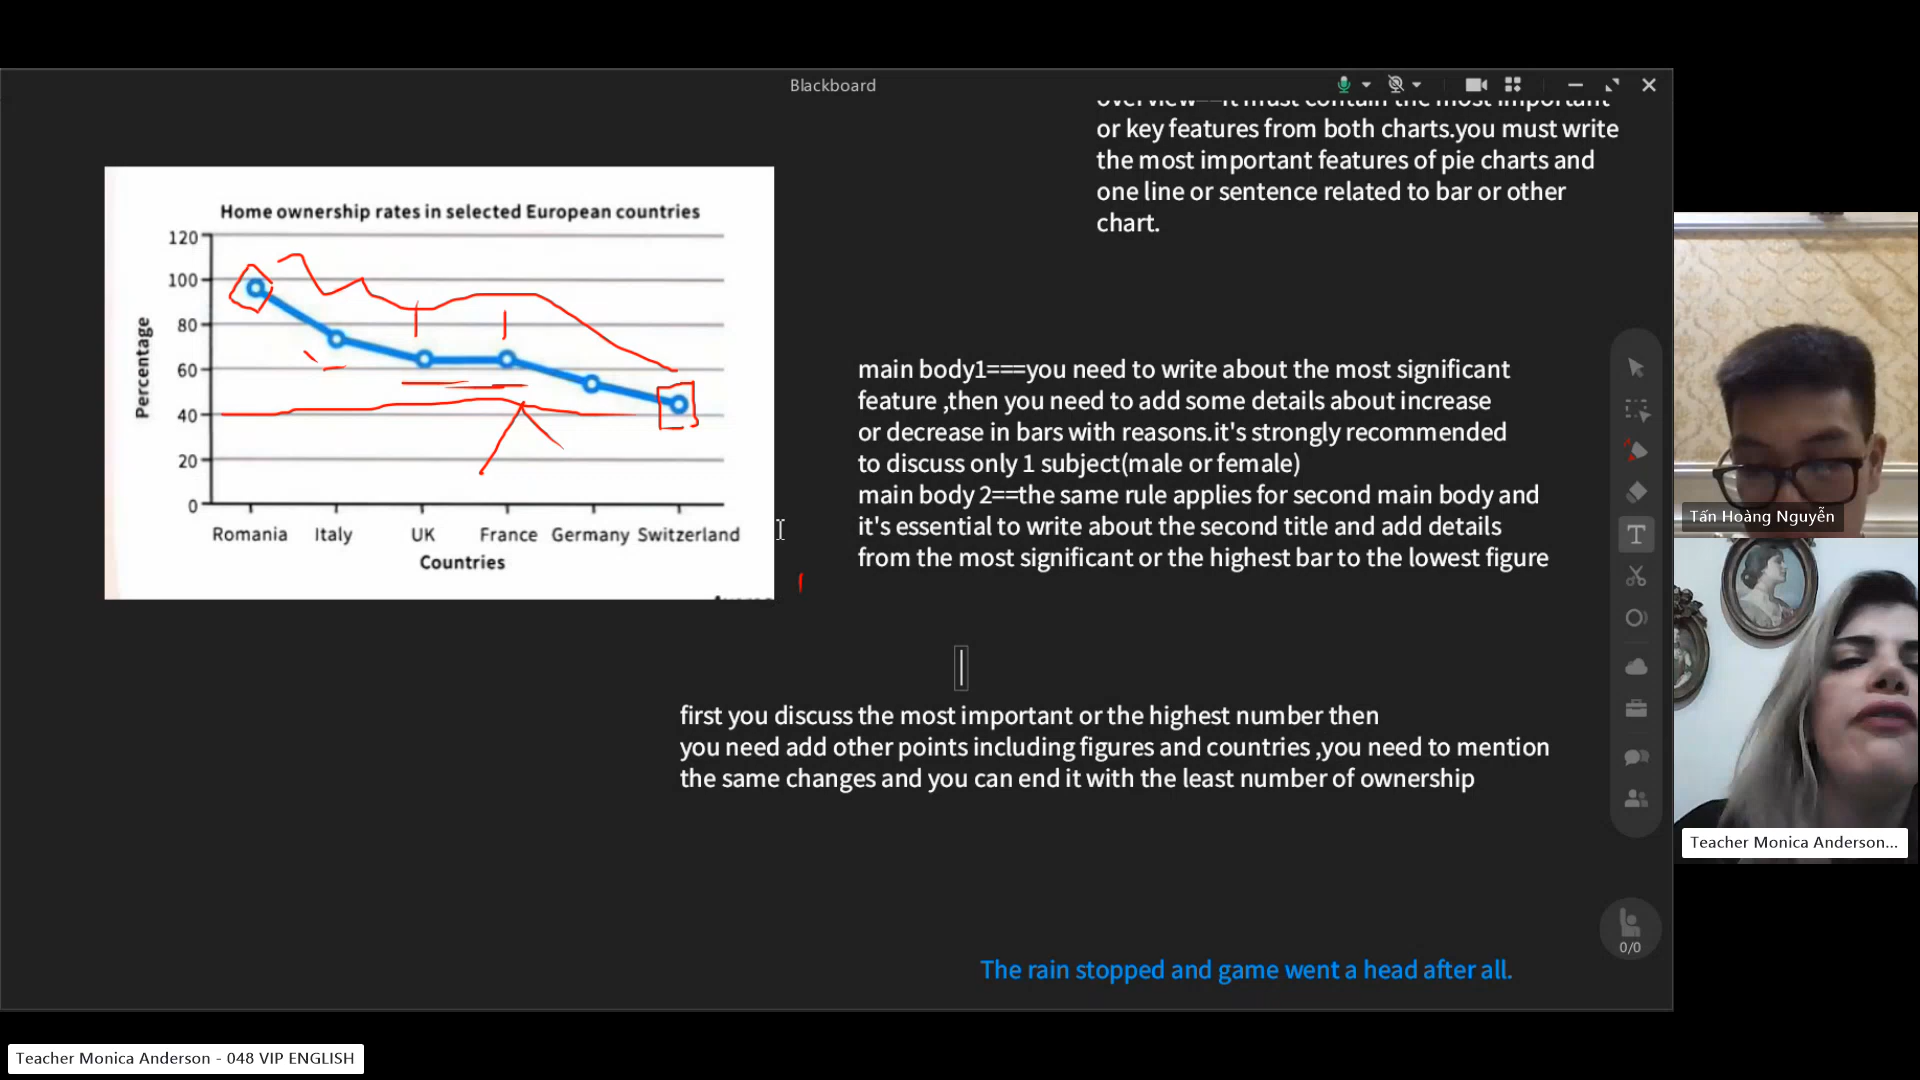 Blackboard
overview==it must contain the most important
or key features from both charts.you must write
the most important features of pie charts and
one line or sentence related to bar or other
chart.
Home ownership rates in selected European countries
120
100
80
60
40
20
0
Percentage
Romania Italy UK France Germany Switzerland
Countries
main body1===you need to write about the most significant
feature ,then you need to add some details about increase
or decrease in bars with reasons.it's strongly recommended
to discuss only 1 subject(male or female)
main body 2==the same rule applies for second main body and
it's essential to write about the second title and add details
from the most significant or the highest bar to the lowest figure
first you discuss the most important or the highest number then
you need add other points including figures and countries ,you need to mention
the same changes and you can end it with the least number of ownership
The rain stopped and game went a head after all.
0/0
Tấn Hoàng Nguyễn
Teacher Monica Anderson...
Teacher Monica Anderson - 048 VIP ENGLISH